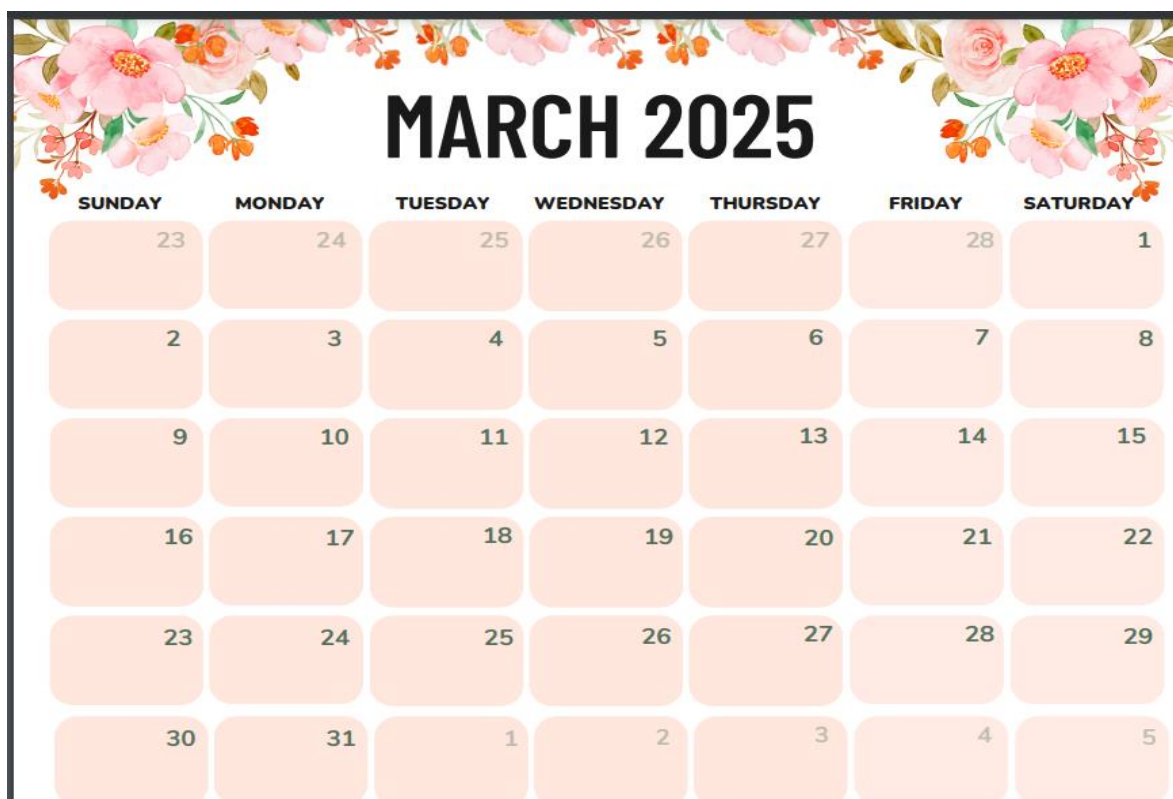 MARCH 2025
SUNDAY MONDAY TUESDAY WEDNESDAY THURSDAY FRIDAY SATURDAY
23 24 25 26 27 28 1
2 3 4 5 6 7 8
9 10 11 12 13 14 15
16 17 18 19 20 21 22
23 24 25 26 27 28 29
30 31 1 2 3 4 5